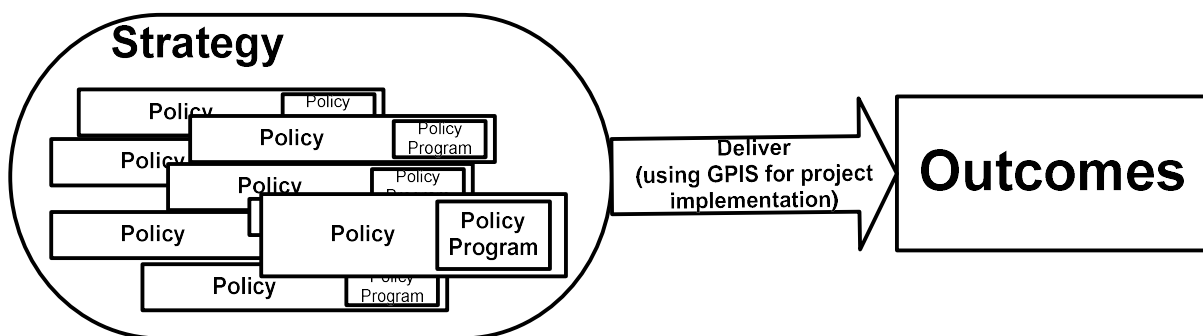 Strategy
Policy
Policy
Policy
Policy
Program
Policy
Policy
Policy
Policy
Policy
Program
Policy
Policy
Program
Deliver
(using GPIS for project
implementation)
Outcomes